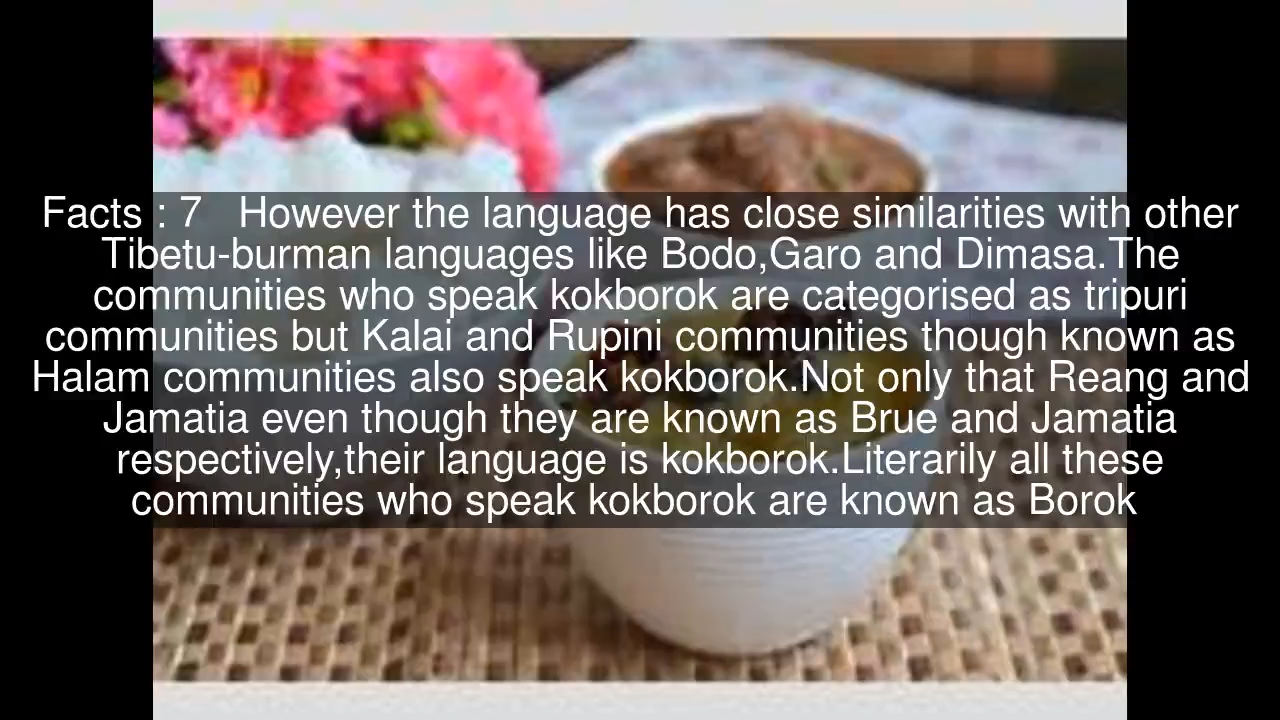 Facts : 7   However the language has close similarities with other
Tibetu-burman languages like Bodo,Garo and Dimasa.The
communities who speak kokborok are categorised as tripuri
communities but Kalai and Rupini communities though known as
Halam communities also speak kokborok.Not only that Reang and
Jamatia even though they are known as Brue and Jamatia
respectively,their language is kokborok.Literarily all these
communities who speak kokborok are known as Borok